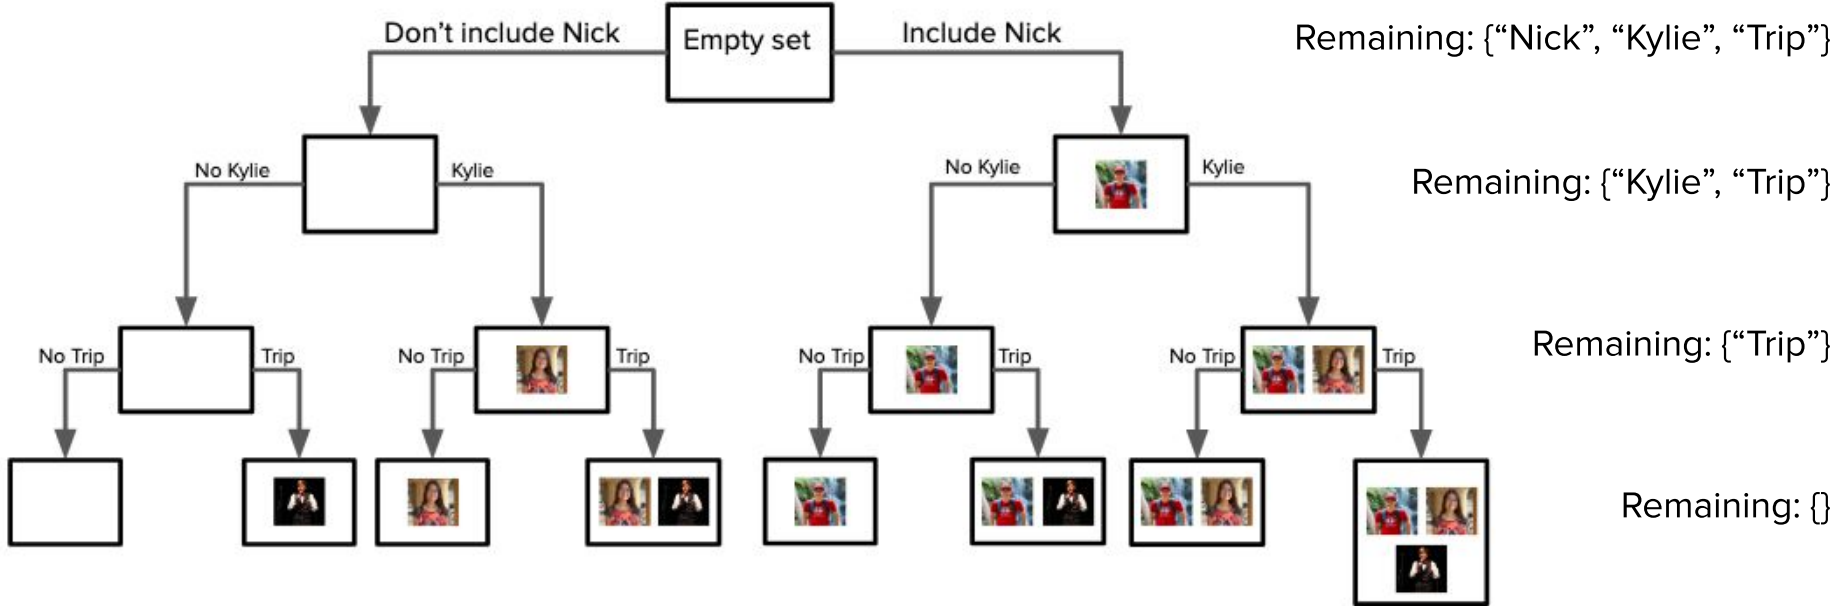 Don’t include Nick
Empty set
Include Nick
Remaining: {“Nick”, “Kylie”, “Trip”}
No Kylie
Kylie
No Kylie
Kylie
Remaining: {“Kylie”, “Trip”}
No Trip
Trip
No Trip
Trip
No Trip
Trip
No Trip
Trip
Remaining: {“Trip”}
Remaining: {}